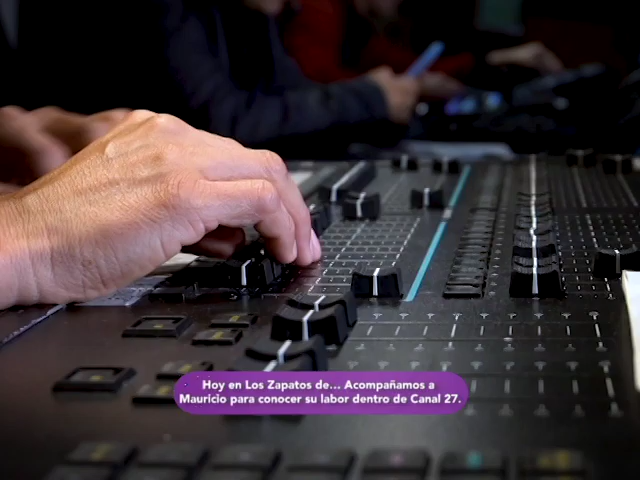 Hoy en Los Zapatos de... Acompañamos a
Mauricio para conocer su labor dentro de Canal 27.